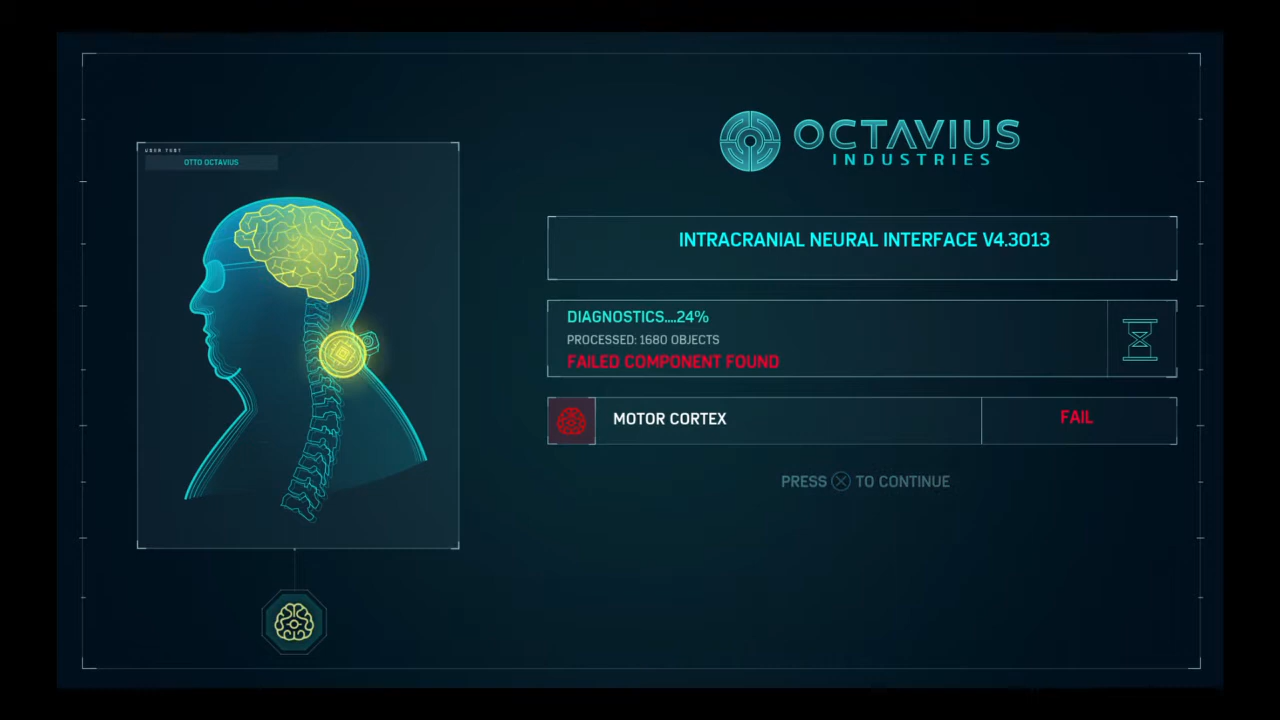 USER TEST
OTTO OCTAVIUS
OCTAVIUS
INDUSTRIES
INTRACRANIAL NEURAL INTERFACE V4.3013
DIAGNOSTICS....24%
PROCESSED: 1680 OBJECTS
FAILED COMPONENT FOUND
MOTOR CORTEX
FAIL
PRESS ⓧ TO CONTINUE